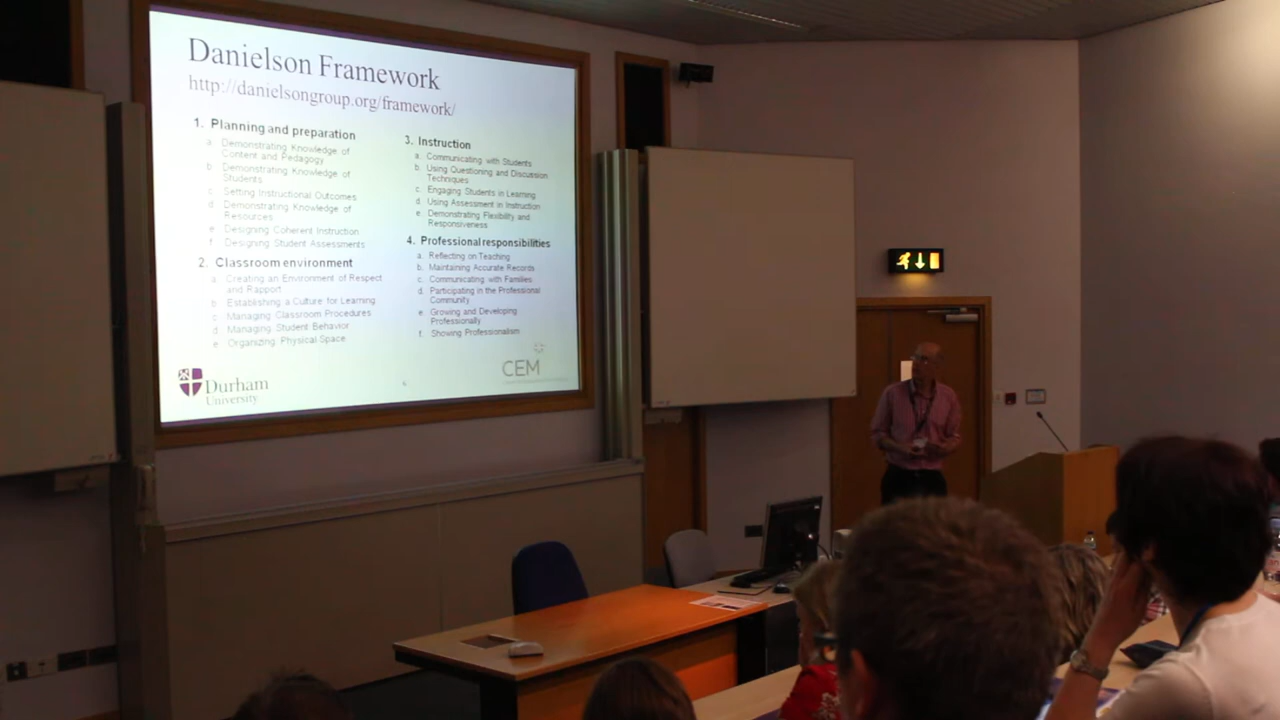 Danielson Framework
http://danielsongroup.org/framework/
1. Planning and preparation
a. Demonstrating Knowledge of
Content and Pedagogy
b. Demonstrating Knowledge of
Students
c. Setting Instructional Outcomes
d. Demonstrating Knowledge of
Resources
e. Designing Coherent Instruction
f. Designing Student Assessments
2. Classroom environment
a. Creating an Environment of Respect
and Rapport
b. Establishing a Culture for Learning
c. Managing Classroom Procedures
d. Managing Student Behavior
e. Organizing Physical Space
3. Instruction
a. Communicating with Students
b. Using Questioning and Discussion
Techniques
c. Engaging Students in Learning
d. Using Assessment in Instruction
e. Demonstrating Flexibility and
Responsiveness
4. Professional responsibilities
a. Reflecting on Teaching
b. Maintaining Accurate Records
c. Communicating with Families
d. Participating in the Professional
Community
e. Growing and Developing
Professionally
f. Showing Professionalism
Durham
University
CEM